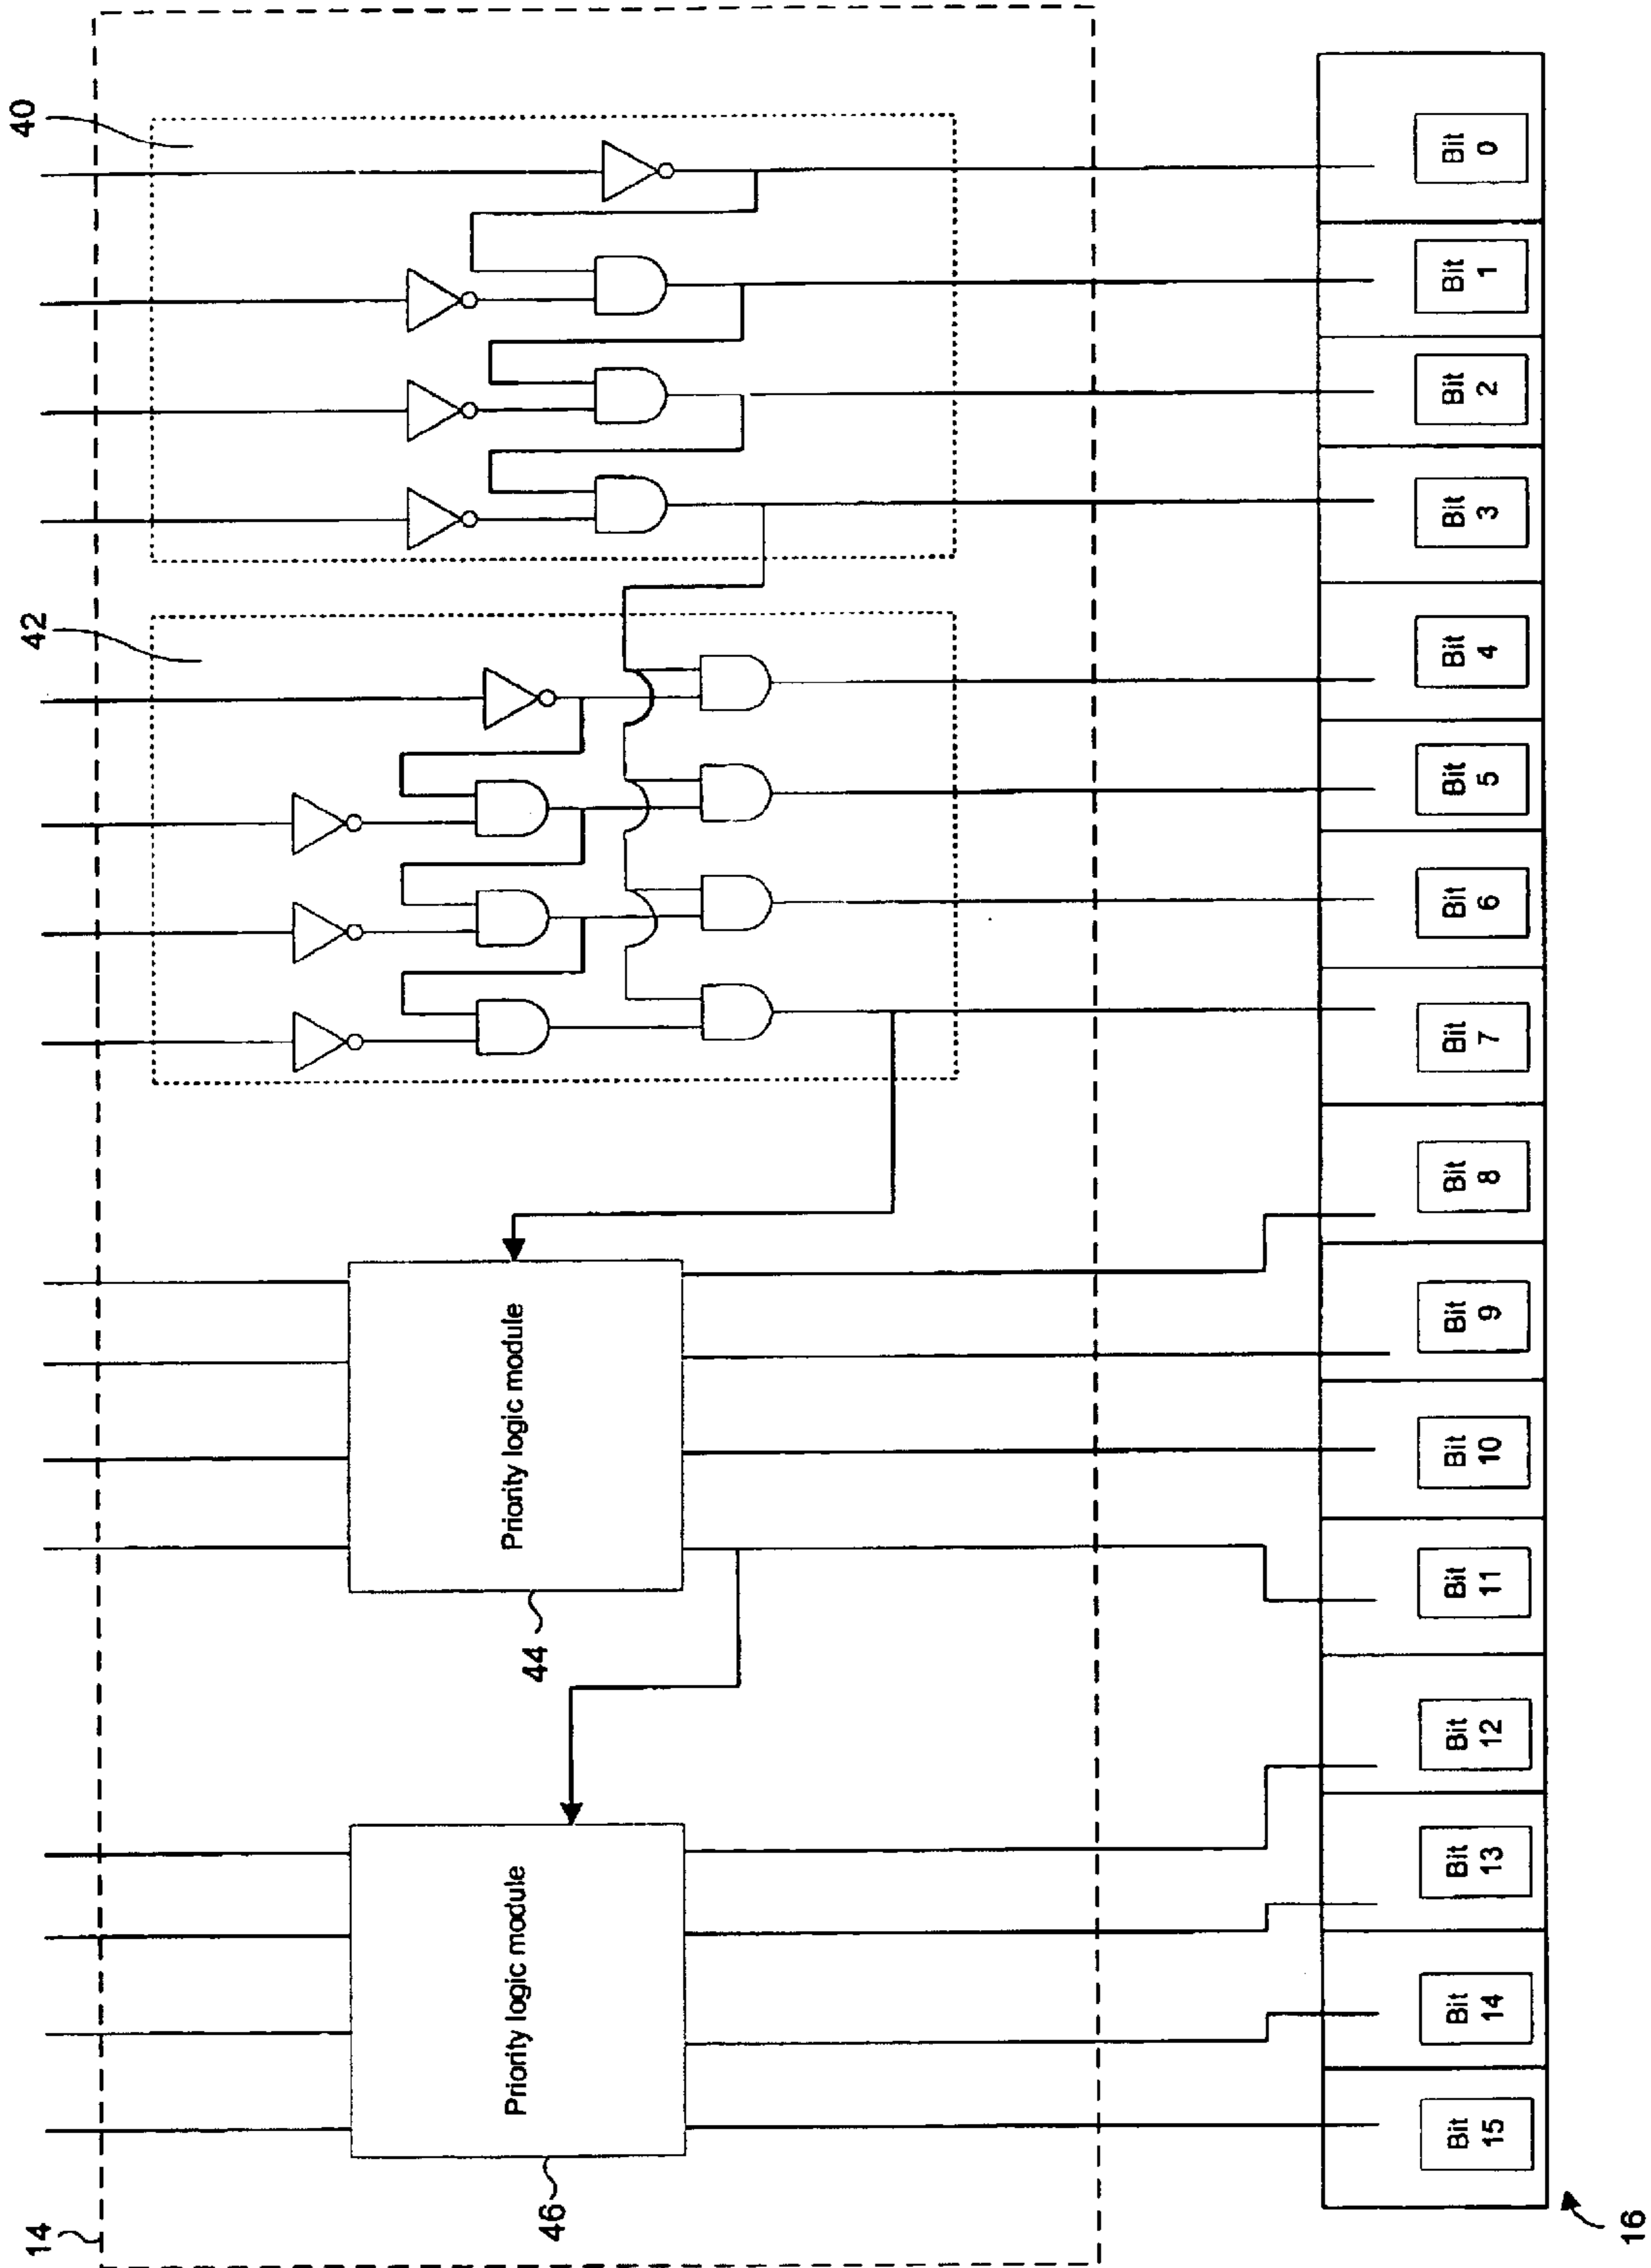 14
46
Priority logic module
44
Priority logic module
42
40
Bit
15
Bit
14
Bit
13
Bit
12
Bit
11
Bit
10
Bit
9
Bit
8
Bit
7
Bit
6
Bit
5
Bit
4
Bit
3
Bit
2
Bit
1
Bit
0
16